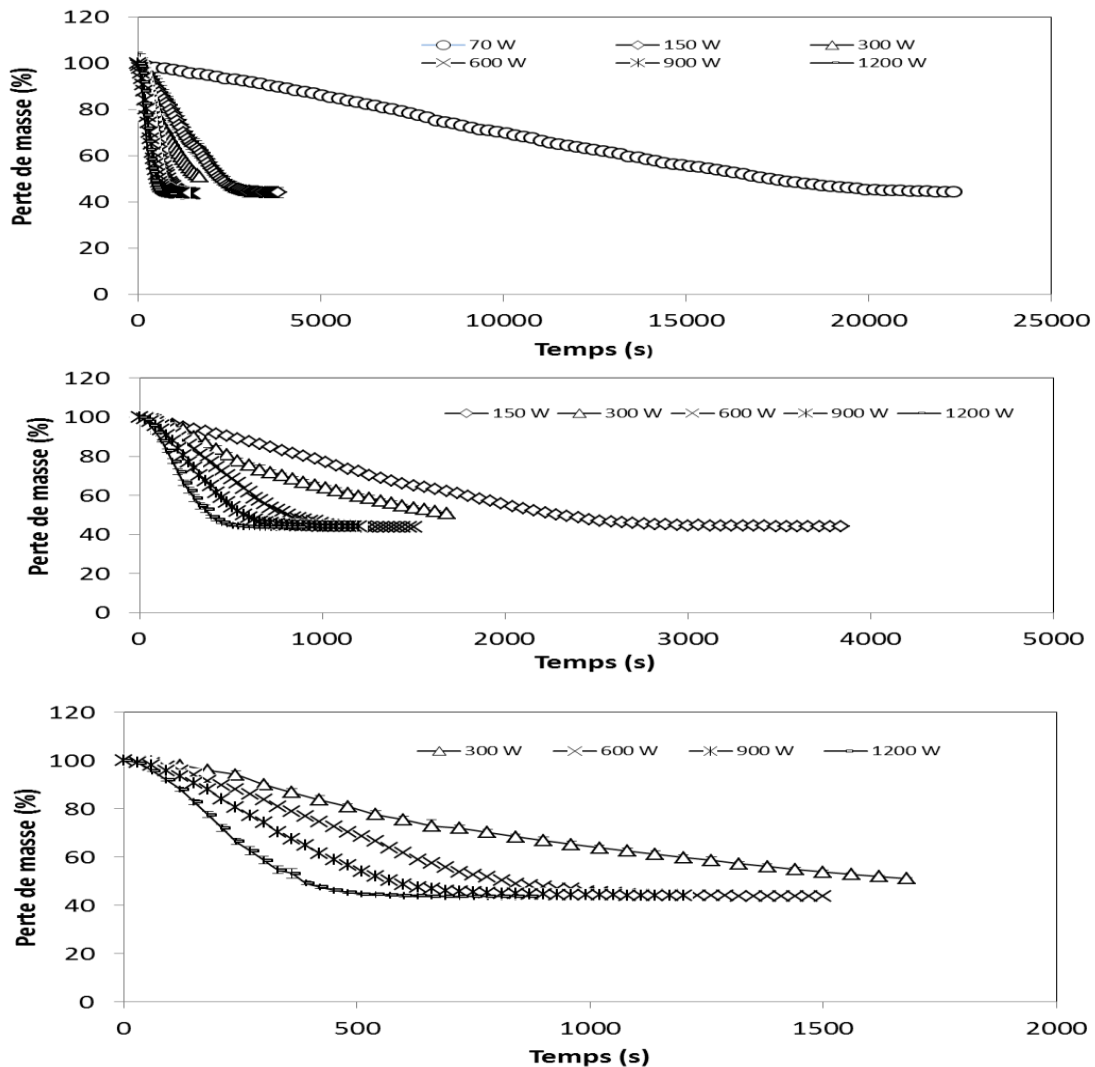 120
100
80
60
40
20
0
Perte de masse (%)
70 W 150 W 300 W
600 W 900 W 1200 W
0 5000 10000 15000 20000 25000
Temps (s)
120
100
80
60
40
20
0
Perte de masse (%)
150 W 300 W 600 W 900 W 1200 W
0 1000 2000 3000 4000 5000
Temps (s)
120
100
80
60
40
20
0
Perte de masse (%)
300 W 600 W 900 W 1200 W
0 500 1000 1500 2000
Temps (s)